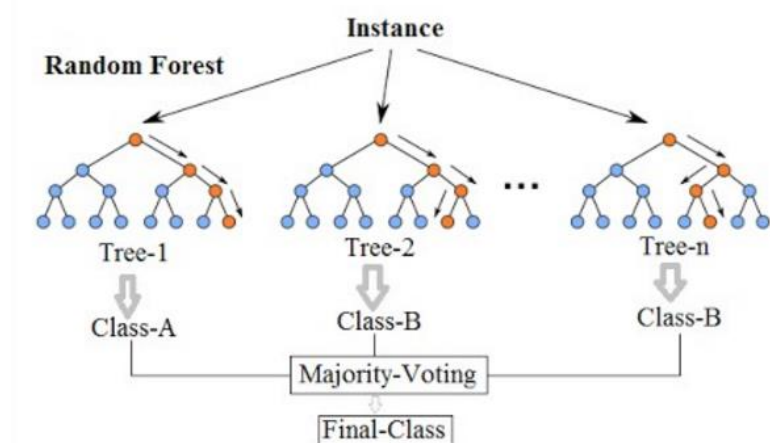 Instance
Random Forest
...
Tree-1
Tree-2
Tree-n
Class-A
Class-B
Class-B
Majority-Voting
Final-Class